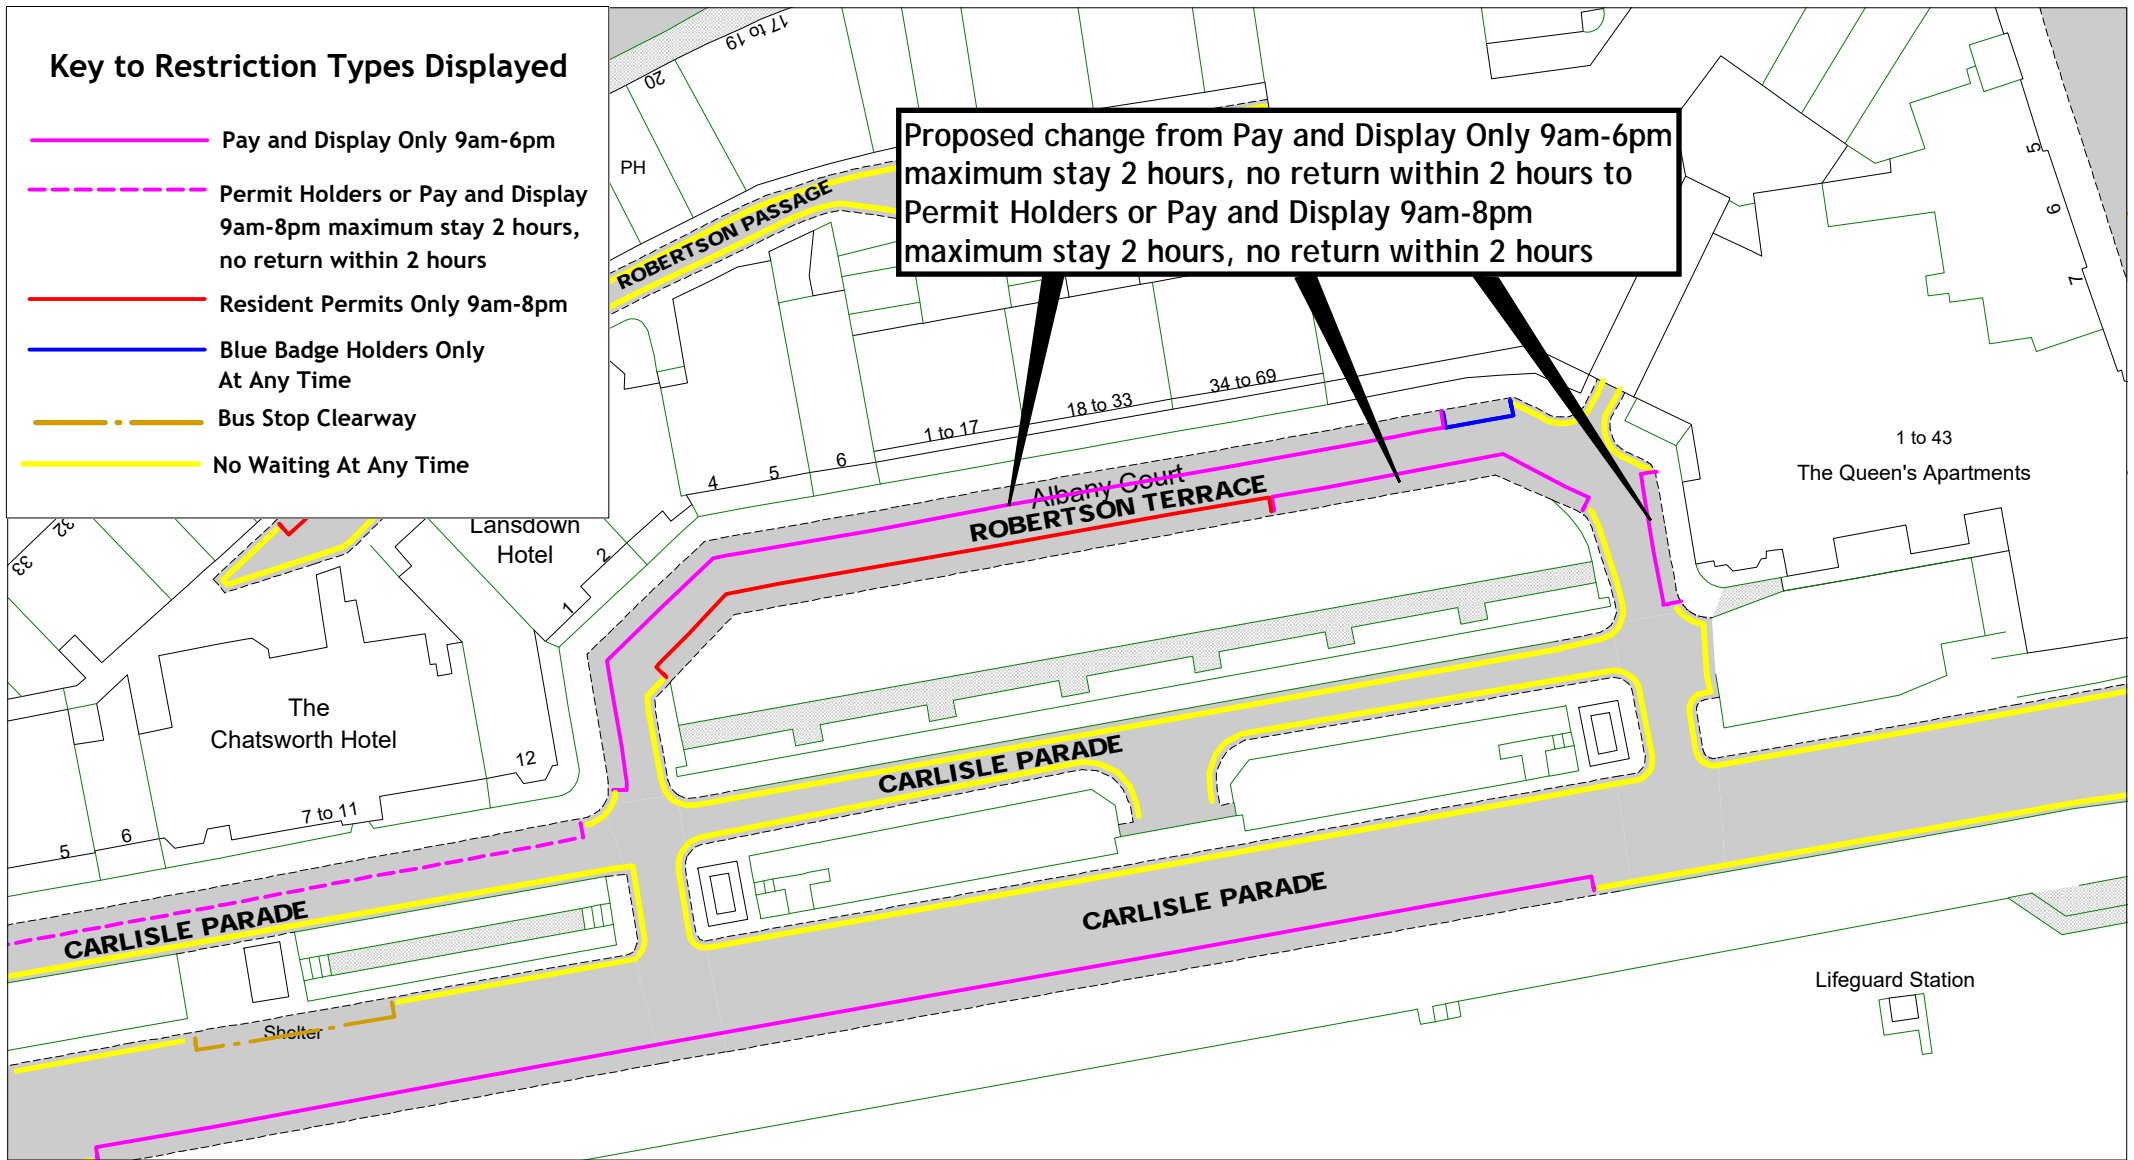 Key to Restriction Types Displayed
Pay and Display Only 9am-6pm
Permit Holders or Pay and Display
9am-8pm maximum stay 2 hours,
no return within 2 hours
Resident Permits Only 9am-8pm
Blue Badge Holders Only
At Any Time
Bus Stop Clearway
No Waiting At Any Time
17 to 19
20
PH
ROBERTSON PASSAGE
Proposed change from Pay and Display Only 9am-6pm
maximum stay 2 hours, no return within 2 hours to
Permit Holders or Pay and Display 9am-8pm
maximum stay 2 hours, no return within 2 hours
5
6
7
34 to 69
18 to 33
1 to 17
6
5
4
Albany Court
ROBERTSON TERRACE
1 to 43
The Queen's Apartments
32
33
Lansdown
Hotel
2
1
The
Chatsworth Hotel
12
7 to 11
6
5
CARLISLE PARADE
CARLISLE PARADE
CARLISLE PARADE
Shelter
Lifeguard Station